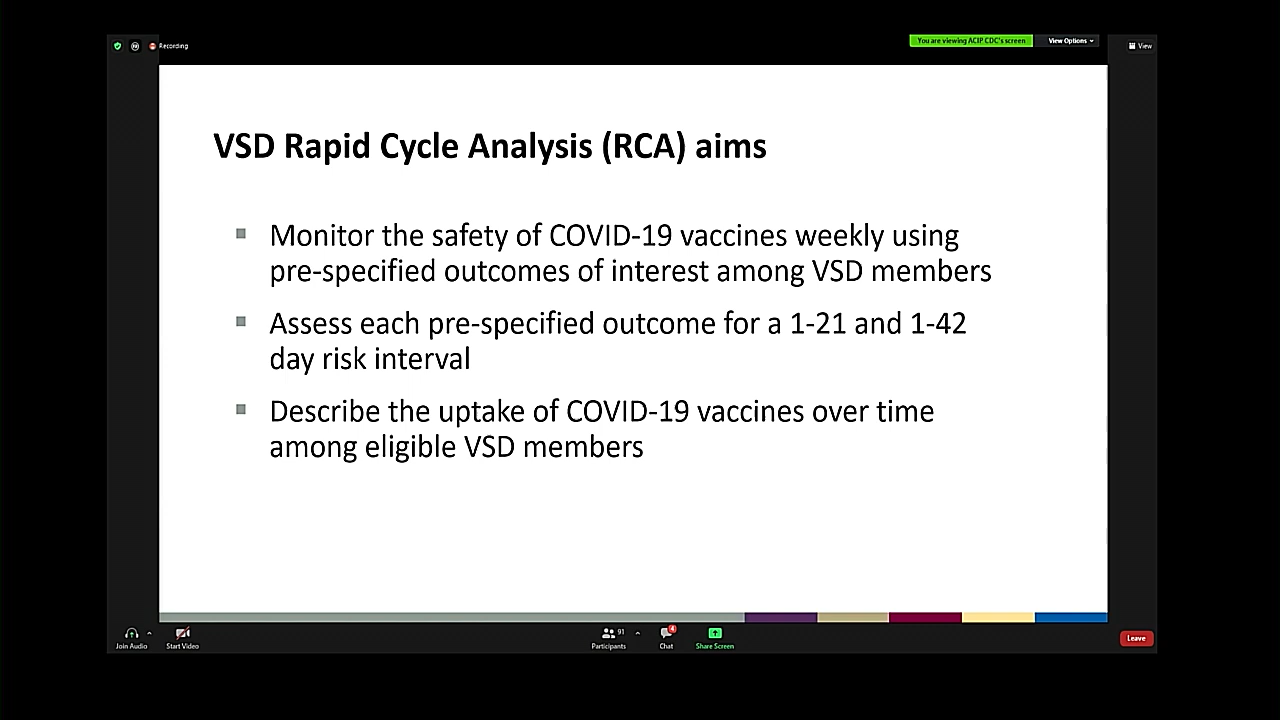 Recording
You are viewing ACIP CDC's screen
View Options
View
VSD Rapid Cycle Analysis (RCA) aims
Monitor the safety of COVID-19 vaccines weekly using
pre-specified outcomes of interest among VSD members
Assess each pre-specified outcome for a 1-21 and 1-42
day risk interval
Describe the uptake of COVID-19 vaccines over time
among eligible VSD members
Join Audio
Start Video
91
Participants
4
Chat
Share Screen
Leave